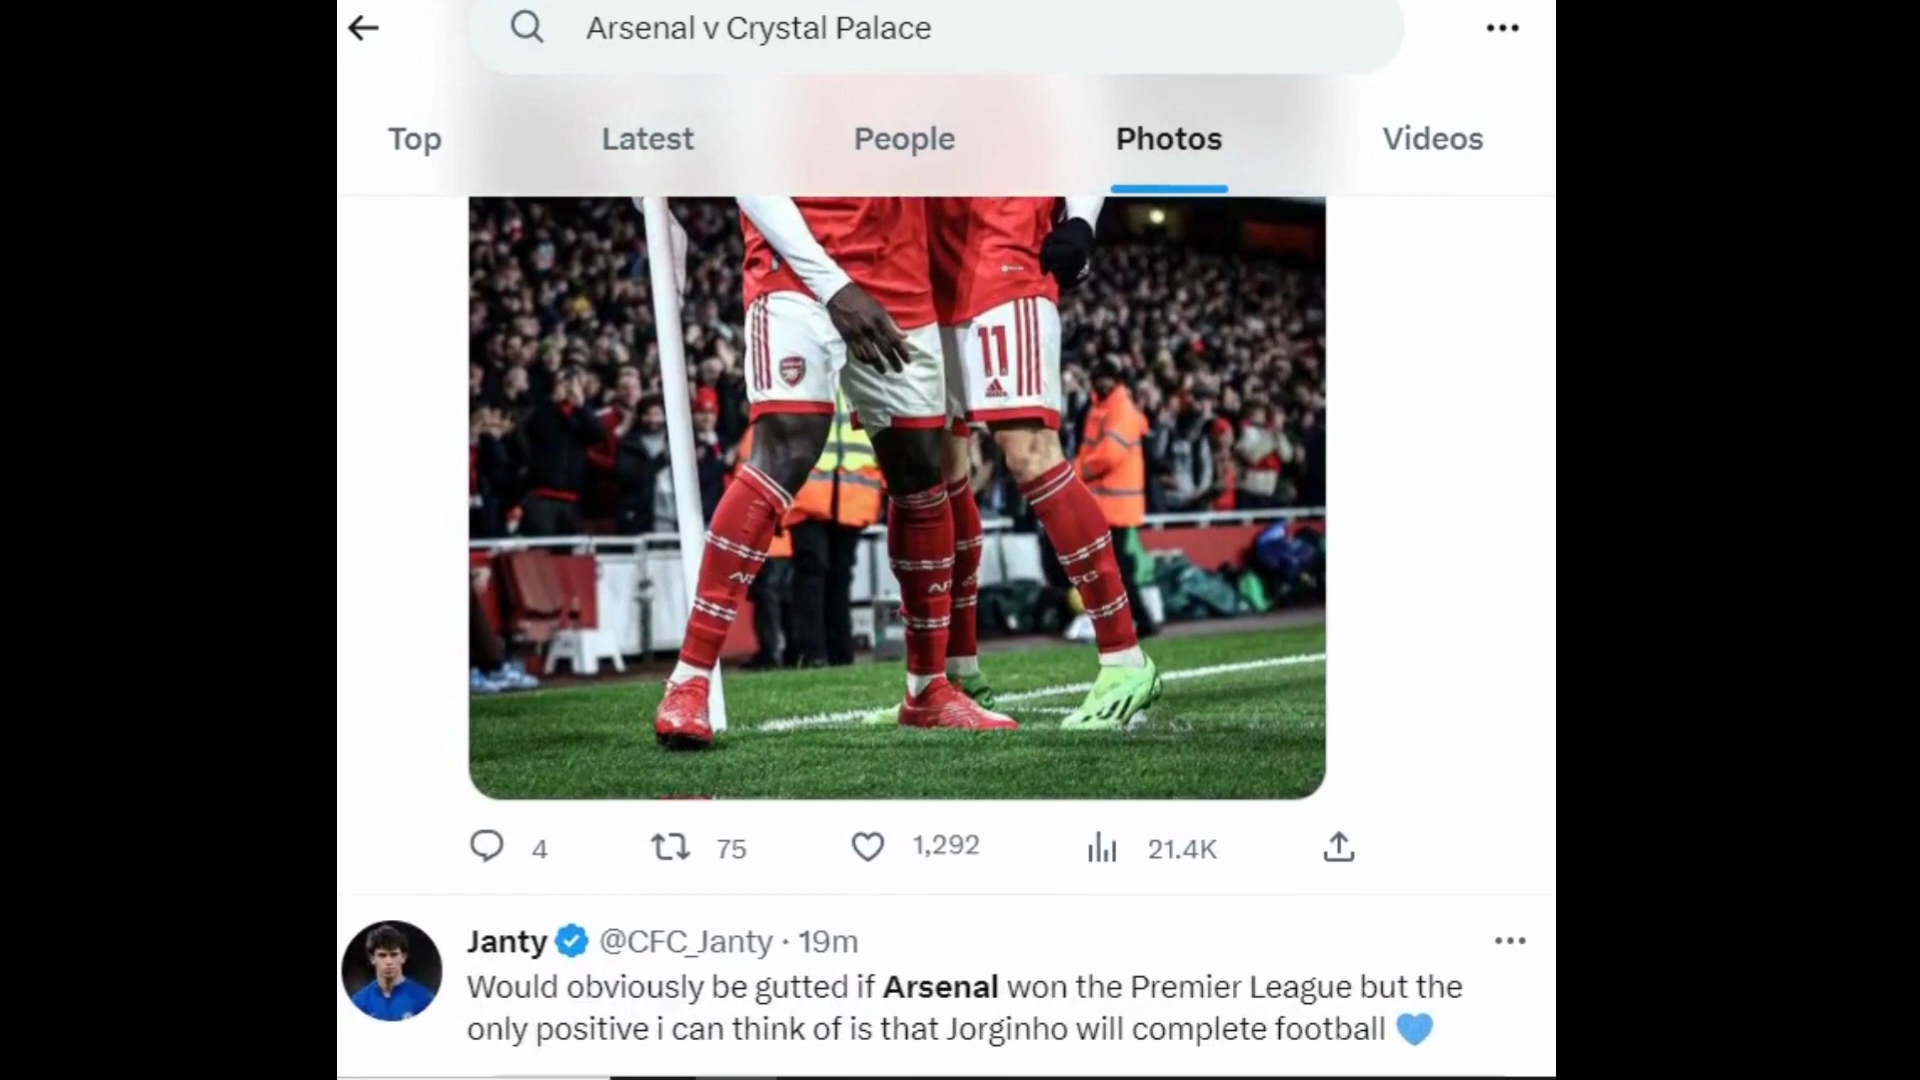 Arsenal v Crystal Palace
Top Latest People Photos Videos
11
4 75 1,292 21.4K
Janty @CFC_Janty · 19m
Would obviously be gutted if Arsenal won the Premier League but the
only positive i can think of is that Jorginho will complete football